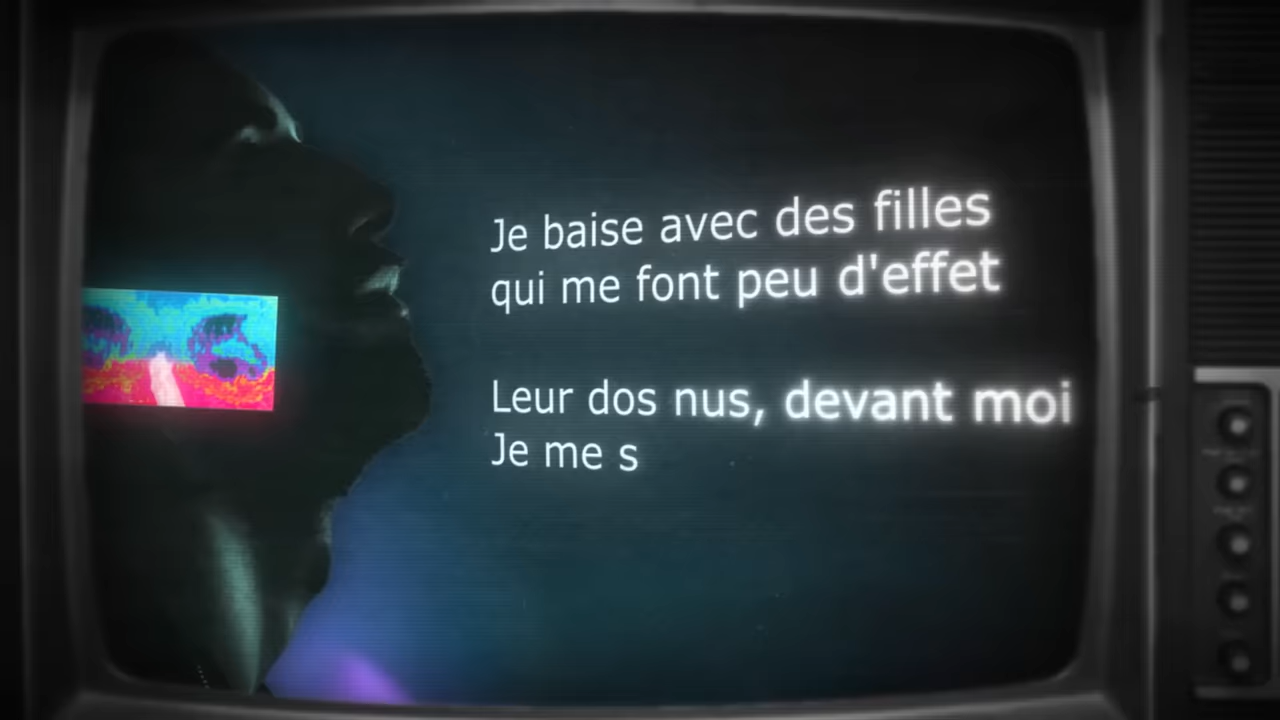 Je baise avec des filles
qui me font peu d'effet
Leur dos nus, devant moi
Je me s